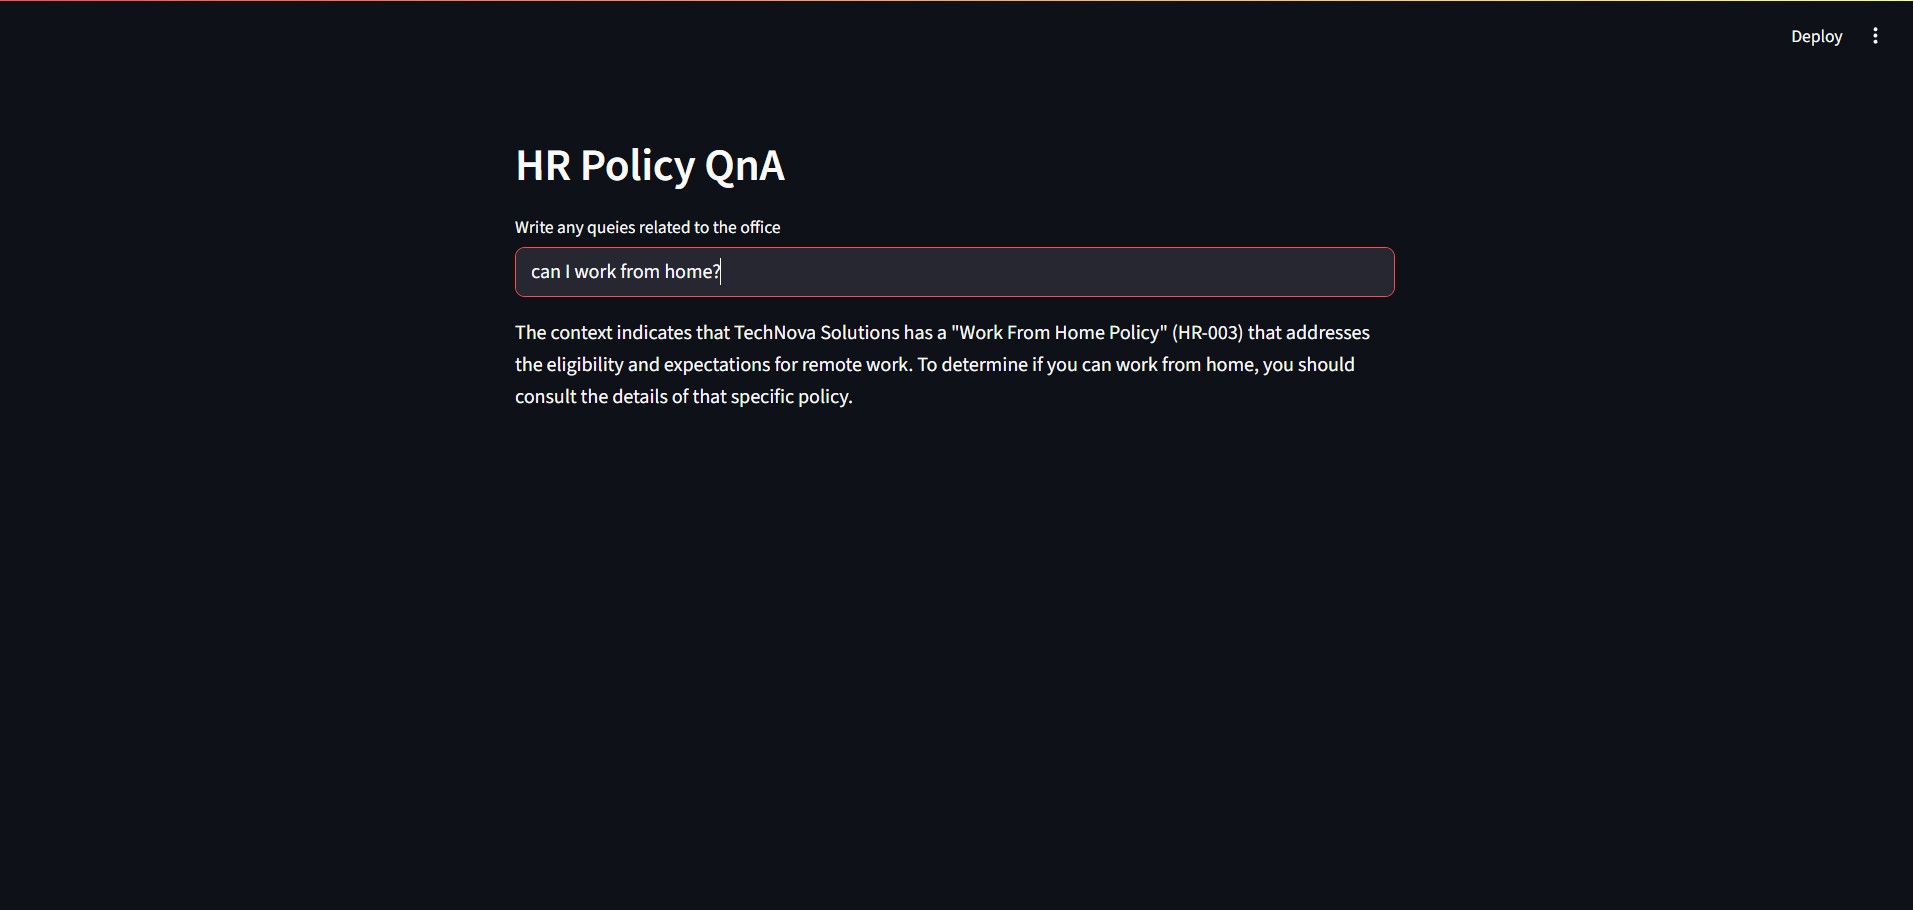 Deploy
HR Policy QnA
Write any queies related to the office
can I work from home?
The context indicates that TechNova Solutions has a "Work From Home Policy" (HR-003) that addresses
the eligibility and expectations for remote work. To determine if you can work from home, you should
consult the details of that specific policy.